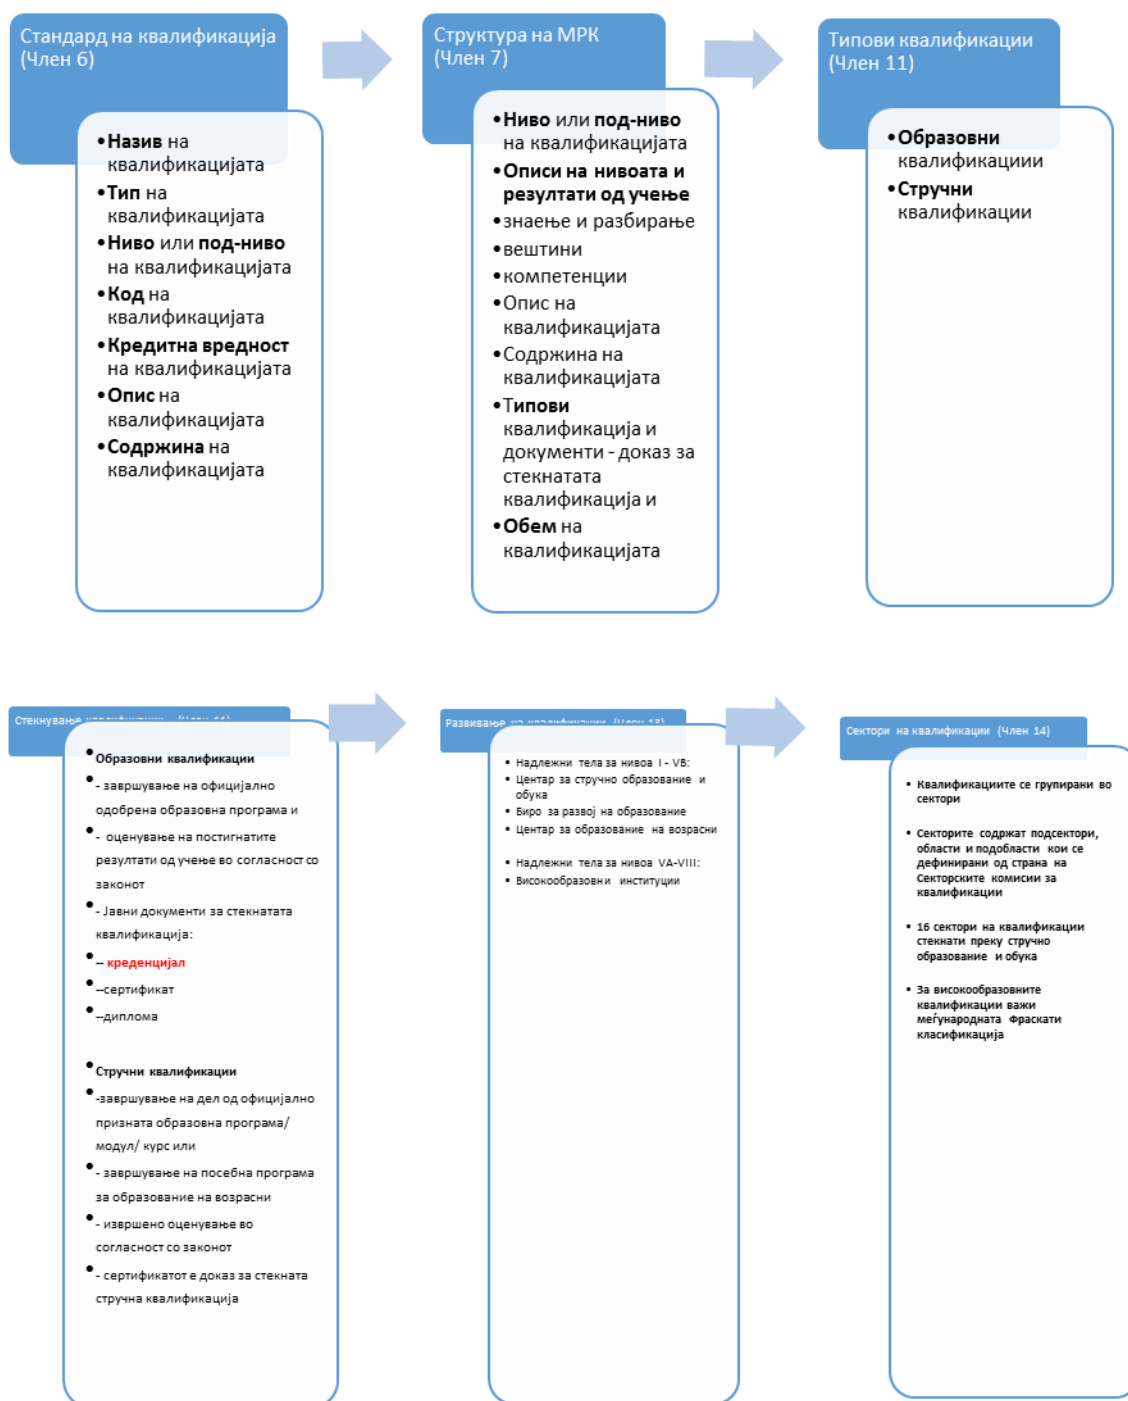 Стандард на квалификација
(Член 6)
•Назив на
квалификацијата
•Тип на
квалификацијата
•Ниво или под-ниво
на квалификацијата
•Код на
квалификацијата
•Кредитна вредност
на квалификацијата
•Опис на
квалификацијата
•Содржина на
квалификацијата
Структура на МРК
(Член 7)
•Ниво или под-ниво
на квалификацијата
•Описи на нивоата и
резултати од учење
•знаење и разбирање
•вештини
•компетенции
•Опис на
квалификацијата
•Содржина на
квалификацијата
•Типови
квалификација и
документи - доказ за
стекнатата
квалификација и
•Обем на
квалификацијата
Типови квалификации
(Член 11)
•Образовни
квалификациии
•Стручни
квалификации
Стекнување
• Образовни квалификации
• - завршување на официјално
одобрена образовна програма и
• - оценување на постигнатите
резултати од учење во согласност со
законот
• - Јавни документи за стекнатата
квалификација:
• -- креденцијал
• --сертификат
• --диплома
• Стручни квалификации
• -завршување на дел од официјално
призната образовна програма/
модул/ курс или
• - завршување на посебна програма
за образование на возрасни
• - извршено оценување во
согласност со законот
• - сертификатот е доказ за стекната
стручна квалификација
Развивање на квалификации (Член 13)
• Надлежни тела за нивоа I - VB:
• Центар за стручно образование и
обука
• Биро за развој на образование
• Центар за образование на возрасни
• Надлежни тела за нивоа VA-VIII:
• Високообразовни институции
Сектори на квалификации (Член 14)
• Квалификациите се групирани во
сектори
• Секторите содржат подсектори,
области и подобласти кои се
дефинирани од страна на
Секторските комисии за
квалификации
• 16 сектори на квалификации
стекнати преку стручно
образование и обука
• За високообразовните
квалификации важи
меѓународната Фраскати
класификација